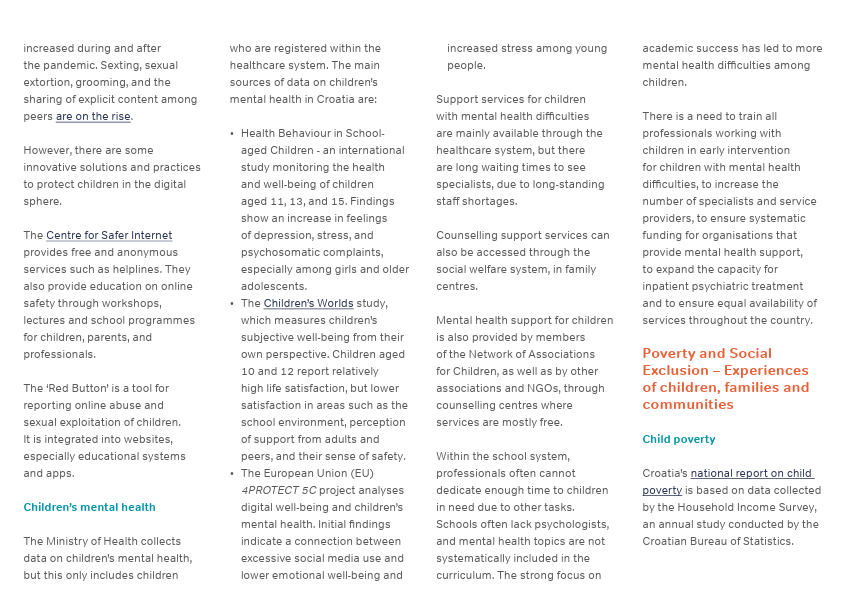 increased during and after
the pandemic. Sexting, sexual
extortion, grooming, and the
sharing of explicit content among
peers are on the rise.
However, there are some
innovative solutions and practices
to protect children in the digital
sphere.
The Centre for Safer Internet
provides free and anonymous
services such as helplines. They
also provide education on online
safety through workshops,
lectures and school programmes
for children, parents, and
professionals.
The ‘Red Button’ is a tool for
reporting online abuse and
sexual exploitation of children.
It is integrated into websites,
especially educational systems
and apps.
Children’s mental health
The Ministry of Health collects
data on children’s mental health,
but this only includes children
who are registered within the
healthcare system. The main
sources of data on children’s
mental health in Croatia are:
• Health Behaviour in School-
aged Children - an international
study monitoring the health
and well-being of children
aged 11, 13, and 15. Findings
show an increase in feelings
of depression, stress, and
psychosomatic complaints,
especially among girls and older
adolescents.
• The Children’s Worlds study,
which measures children’s
subjective well-being from their
own perspective. Children aged
10 and 12 report relatively
high life satisfaction, but lower
satisfaction in areas such as the
school environment, perception
of support from adults and
peers, and their sense of safety.
• The European Union (EU)
4PROTECT 5C project analyses
digital well-being and children’s
mental health. Initial findings
indicate a connection between
excessive social media use and
lower emotional well-being and
increased stress among young
people.
Support services for children
with mental health difficulties
are mainly available through the
healthcare system, but there
are long waiting times to see
specialists, due to long-standing
staff shortages.
Counselling support services can
also be accessed through the
social welfare system, in family
centres.
Mental health support for children
is also provided by members
of the Network of Associations
for Children, as well as by other
associations and NGOs, through
counselling centres where
services are mostly free.
Within the school system,
professionals often cannot
dedicate enough time to children
in need due to other tasks.
Schools often lack psychologists,
and mental health topics are not
systematically included in the
curriculum. The strong focus on
academic success has led to more
mental health difficulties among
children.
There is a need to train all
professionals working with
children in early intervention
for children with mental health
difficulties, to increase the
number of specialists and service
providers, to ensure systematic
funding for organisations that
provide mental health support,
to expand the capacity for
inpatient psychiatric treatment
and to ensure equal availability of
services throughout the country.
Poverty and Social
Exclusion – Experiences
of children, families and
communities
Child poverty
Croatia’s national report on child
poverty is based on data collected
by the Household Income Survey,
an annual study conducted by the
Croatian Bureau of Statistics.